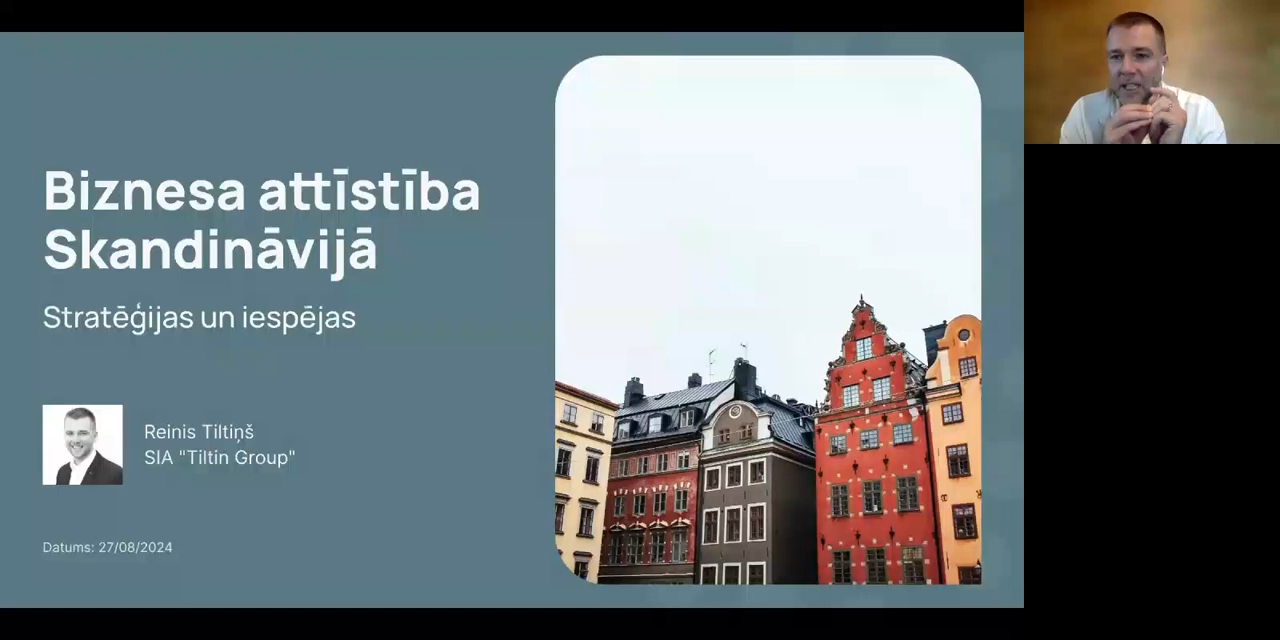 Biznesa attīstība
Skandināvijā
Stratēģijas un iespējas
Reinis Tiltiņš
SIA "Tiltin Group"
Datums: 27/08/2024